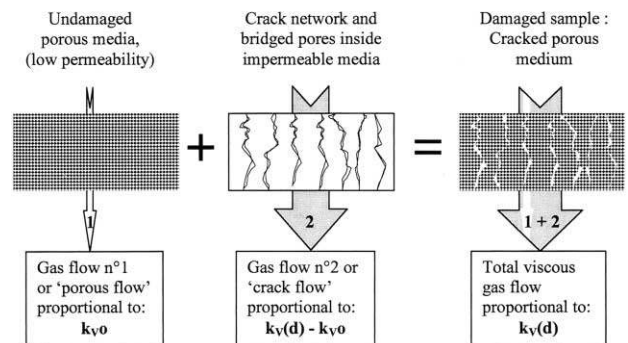 Undamaged
porous media,
(low permeability)
Crack network and
bridged pores inside
impermeable media
Damaged sample :
Cracked porous
medium
+
=
1
2
1 + 2
Gas flow n°1
or 'porous flow'
proportional to:
kvo
Gas flow n°2 or
'crack flow'
proportional to:
kv(d) - kvo
Total viscous
gas flow
proportional to:
kv(d)